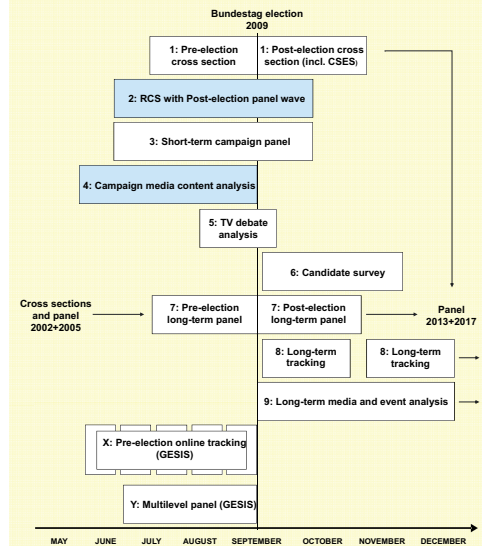 Bundestag election
2009
1: Pre-election
cross section
1: Post-election cross
section (incl. CSES)
2: RCS with Post-election panel wave
3: Short-term campaign panel
4: Campaign media content analysis
5: TV debate
analysis
6: Candidate survey
Cross sections
and panel
2002+2005
7: Pre-election
long-term panel
7: Post-election
long-term panel
Panel
2013+2017
8: Long-term
tracking
8: Long-term
tracking
9: Long-term media and event analysis
X: Pre-election online tracking
(GESIS)
Y: Multilevel panel (GESIS)
MAY JUNE JULY AUGUST SEPTEMBER OCTOBER NOVEMBER DECEMBER